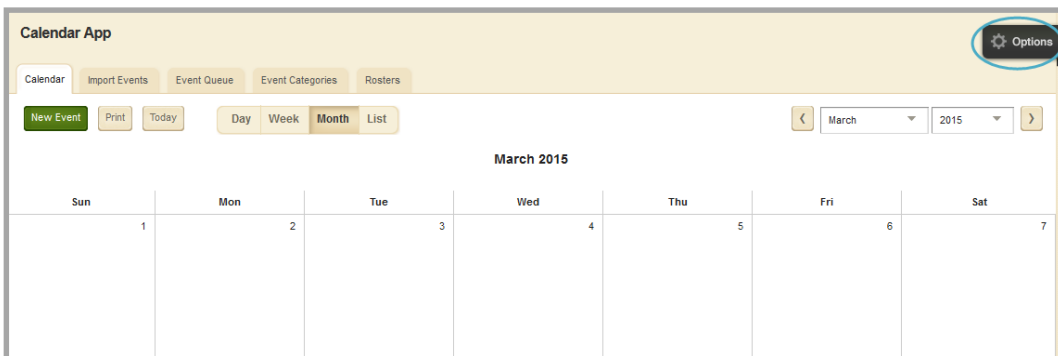 Calendar App
Options
Calendar Import Events Event Queue Event Categories Rosters
New Event Print Today Day Week Month List March 2015
March 2015
Sun Mon Tue Wed Thu Fri Sat
1 2 3 4 5 6 7